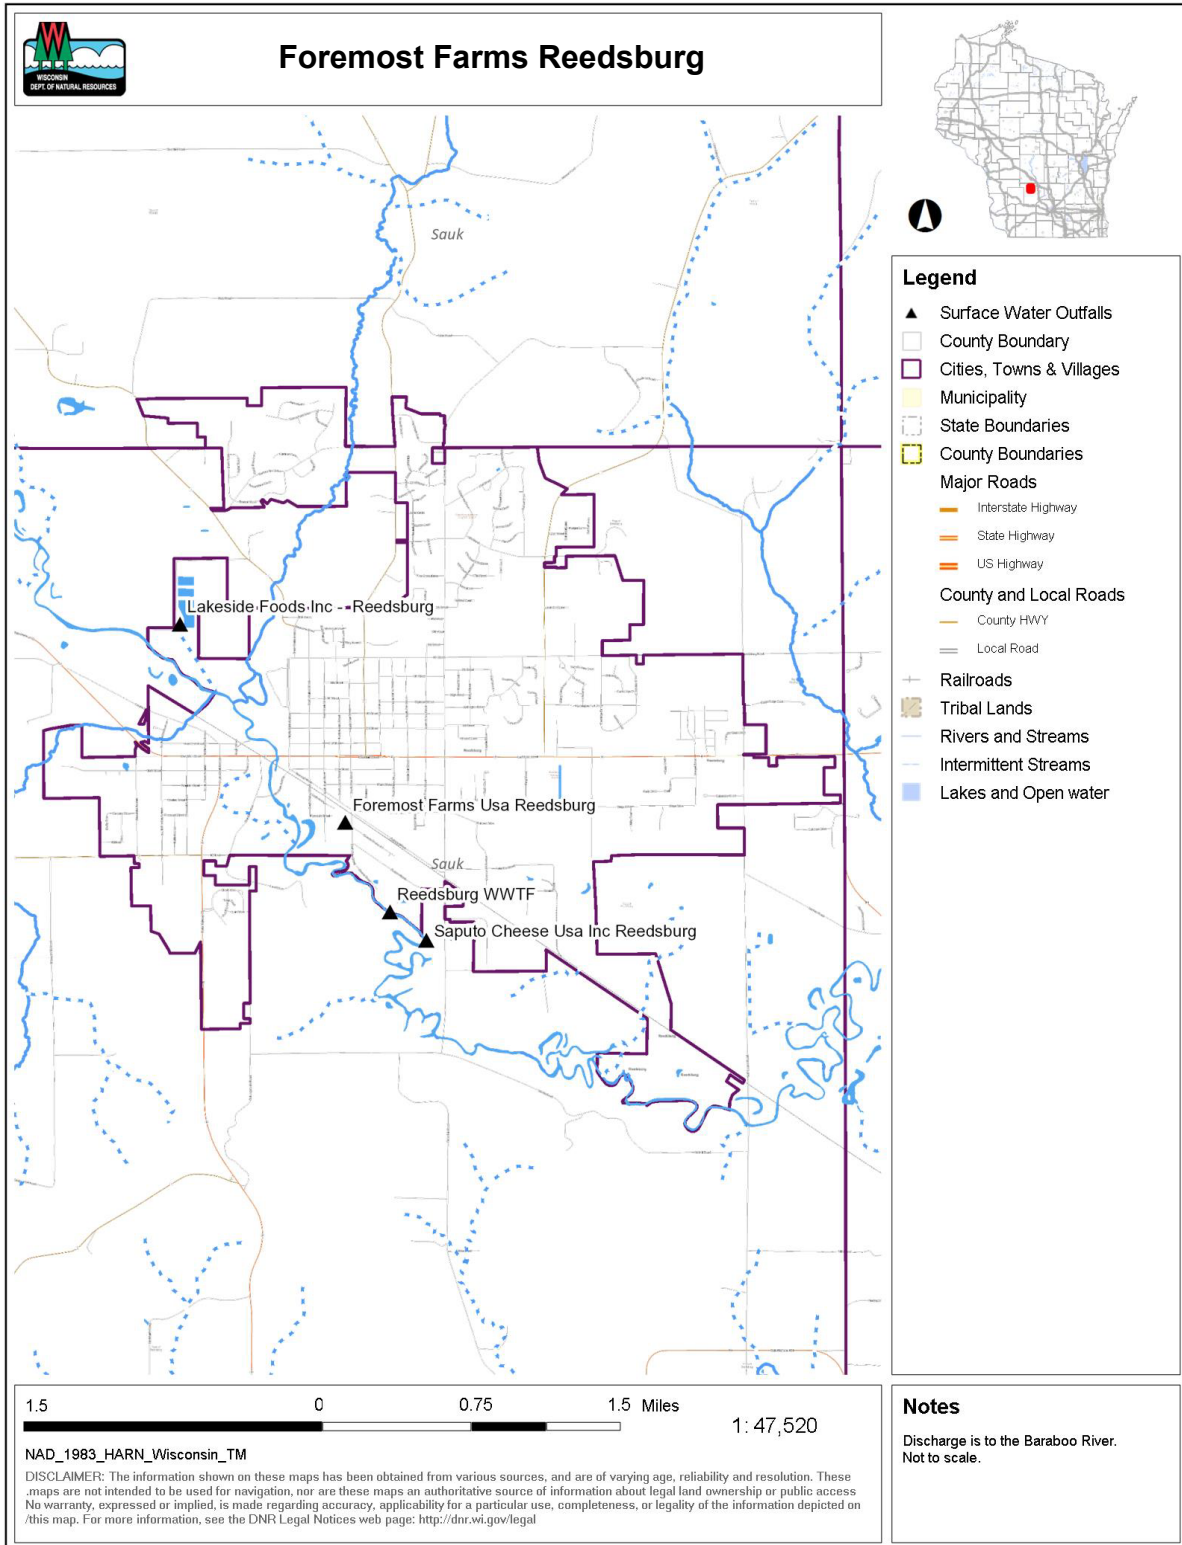 WISCONSIN
DEPT. OF NATURAL RESOURCES
Foremost Farms Reedsburg
Sauk
Lakeside Foods Inc - Reedsburg
Foremost Farms Usa Reedsburg
Sauk
Reedsburg WWTF
Saputo Cheese Usa Inc Reedsburg
Legend
Surface Water Outfalls
County Boundary
Cities, Towns & Villages
Municipality
State Boundaries
County Boundaries
Major Roads
Interstate Highway
State Highway
US Highway
County and Local Roads
County HWY
Local Road
Railroads
Tribal Lands
Rivers and Streams
Intermittent Streams
Lakes and Open water
1.5 0 0.75 1.5 Miles
1: 47,520
NAD_1983_HARN_Wisconsin_TM
DISCLAIMER: The information shown on these maps has been obtained from various sources, and are of varying age, reliability and resolution. These
.maps are not intended to be used for navigation, nor are these maps an authoritative source of information about legal land ownership or public access
No warranty, expressed or implied, is made regarding accuracy, applicability for a particular use, completeness, or legality of the information depicted on
/this map. For more information, see the DNR Legal Notices web page: http://dnr.wi.gov/legal
Notes
Discharge is to the Baraboo River.
Not to scale.